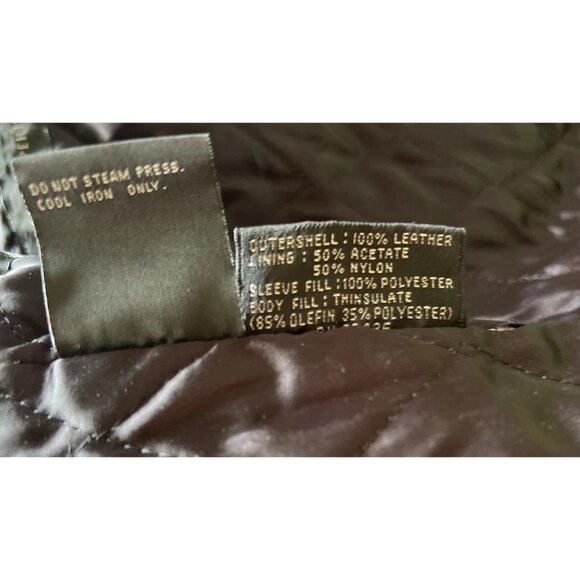 DO NOT STEAM PRESS.
COOL IRON ONLY.
OUTERSHELL : 100% LEATHER
LINING : 50% ACETATE
50% NYLON
SLEEVE FILL : 100% POLYESTER
BODY FILL : THINSULATE
(65% OLEFIN 35% POLYESTER)